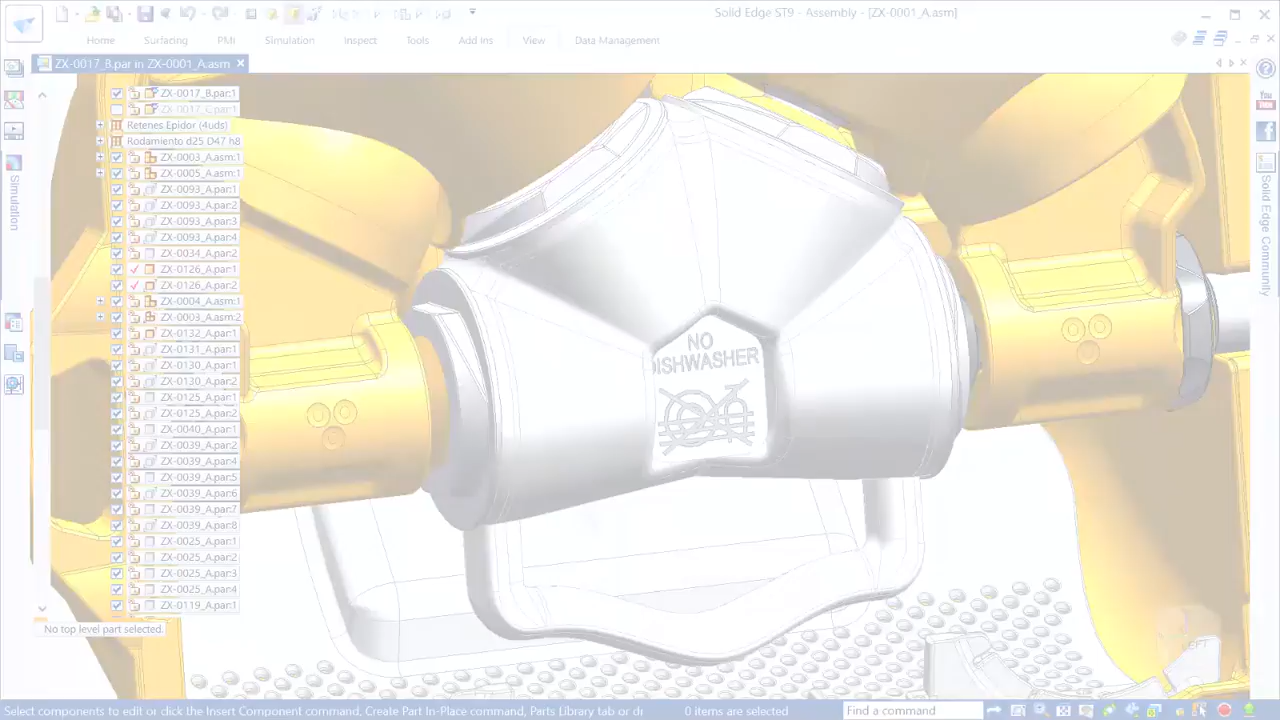 Solid Edge ST9 - Assembly - [ZX-0001_A.asm]
Home Surfacing PMI Simulation Inspect Tools Add Ins View Data Management
ZX-0017_B.par in ZX-0001_A.asm
ZX-0017_B.par:1
ZX-0017_C.par:1
Retenes Epidor (4uds)
Rodamiento d25 D47 h8
ZX-0003_A.asm:1
ZX-0005_A.asm:1
ZX-0093_A.par:1
ZX-0093_A.par:2
ZX-0093_A.par:3
ZX-0093_A.par:4
ZX-0034_A.par:2
ZX-0126_A.par:1
ZX-0126_A.par:2
ZX-0004_A.asm:1
ZX-0003_A.asm:2
ZX-0132_A.par:1
ZX-0131_A.par:1
ZX-0130_A.par:1
ZX-0130_A.par:2
ZX-0125_A.par:1
ZX-0125_A.par:2
ZX-0040_A.par:1
ZX-0039_A.par:2
ZX-0039_A.par:4
ZX-0039_A.par:5
ZX-0039_A.par:6
ZX-0039_A.par:7
ZX-0039_A.par:8
ZX-0025_A.par:1
ZX-0025_A.par:2
ZX-0025_A.par:3
ZX-0025_A.par:4
ZX-0119_A.par:1
No top level part selected.
Simulation
NO
DISHWASHER
You
Solid Edge Community
Select components to edit or click the Insert Component command, Create Part In-Place command, Parts Library tab or di
0 items are selected
Find a command